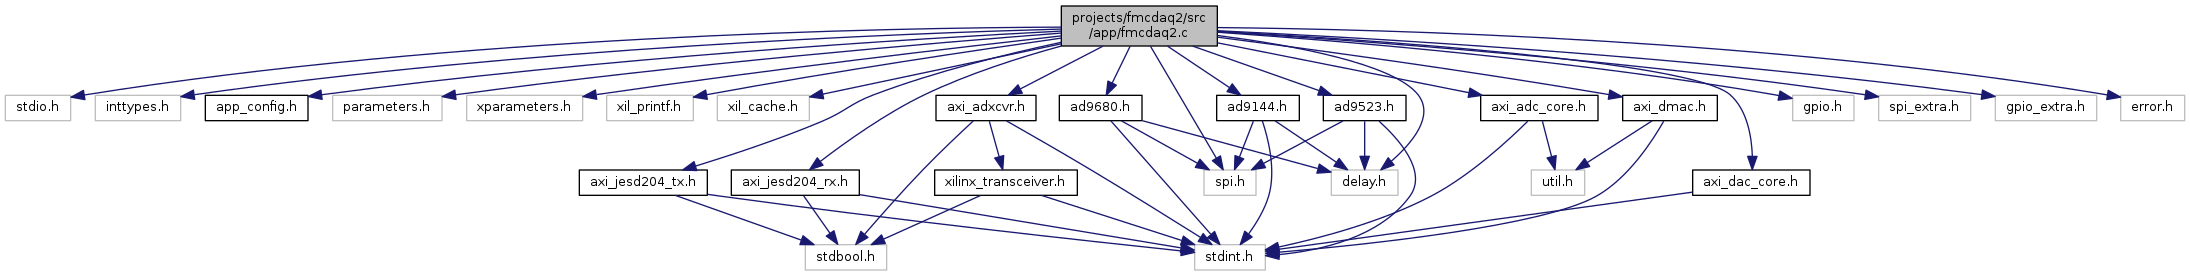 projects/fmcdaq2/src
/app/fmcdaq2.c
stdio.h
inttypes.h
app_config.h
parameters.h
xparameters.h
xil_printf.h
xil_cache.h
axi_adxcvr.h
ad9680.h
ad9144.h
ad9523.h
axi_adc_core.h
axi_dmac.h
gpio.h
spi_extra.h
gpio_extra.h
error.h
axi_jesd204_tx.h
axi_jesd204_rx.h
xilinx_transceiver.h
spi.h
delay.h
util.h
axi_dac_core.h
stdbool.h
stdint.h